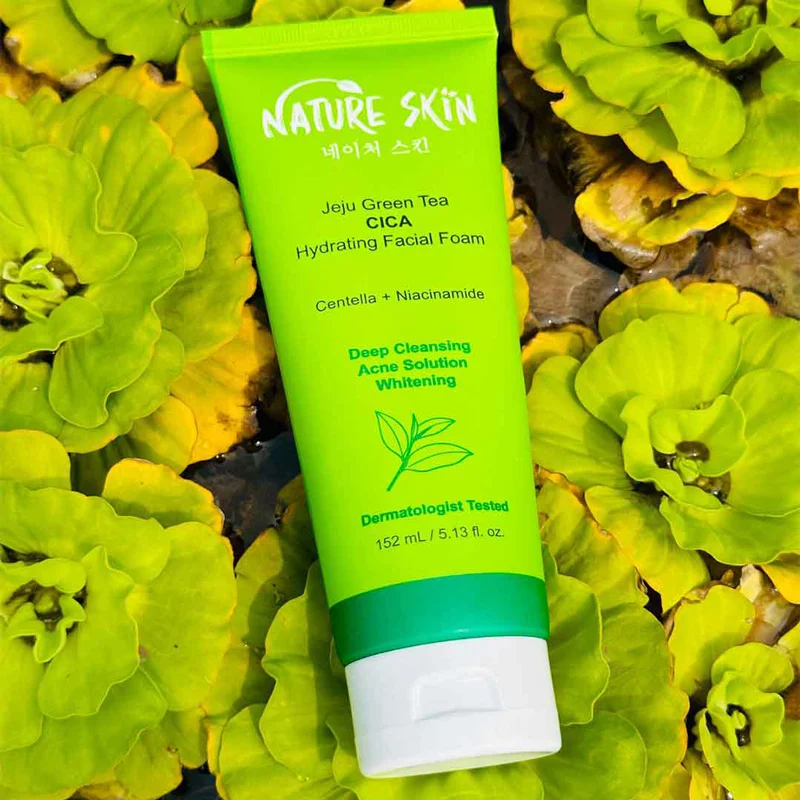 NATURE SKIN
네이처 스킨
Jeju Green Tea
CICA
Hydrating Facial Foam
Centella + Niacinamide
Deep Cleansing
Acne Solution
Whitening
Dermatologist Tested
152 mL / 5.13 fl. oz.